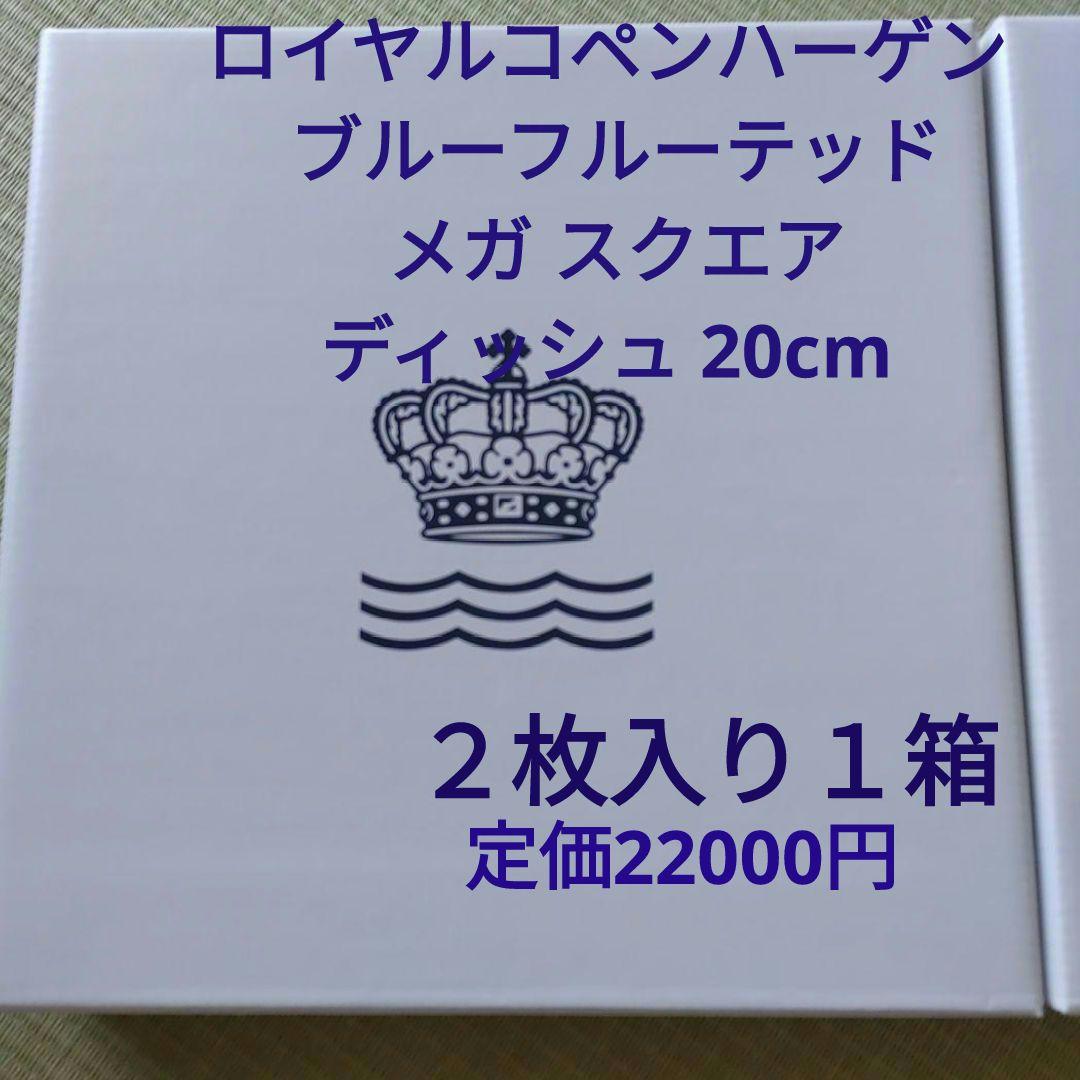 ロイヤルコペンハーゲン
ブルーフルーテッド
メガ スクエア
ディッシュ 20cm
２枚入り１箱
定価22000円